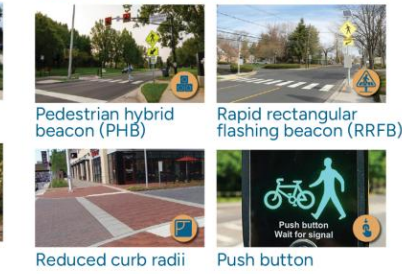 Pedestrian hybrid
beacon (PHB)
Rapid rectangular
flashing beacon (RRFB)
Push button
Wait for signal
Reduced curb radii
Push button